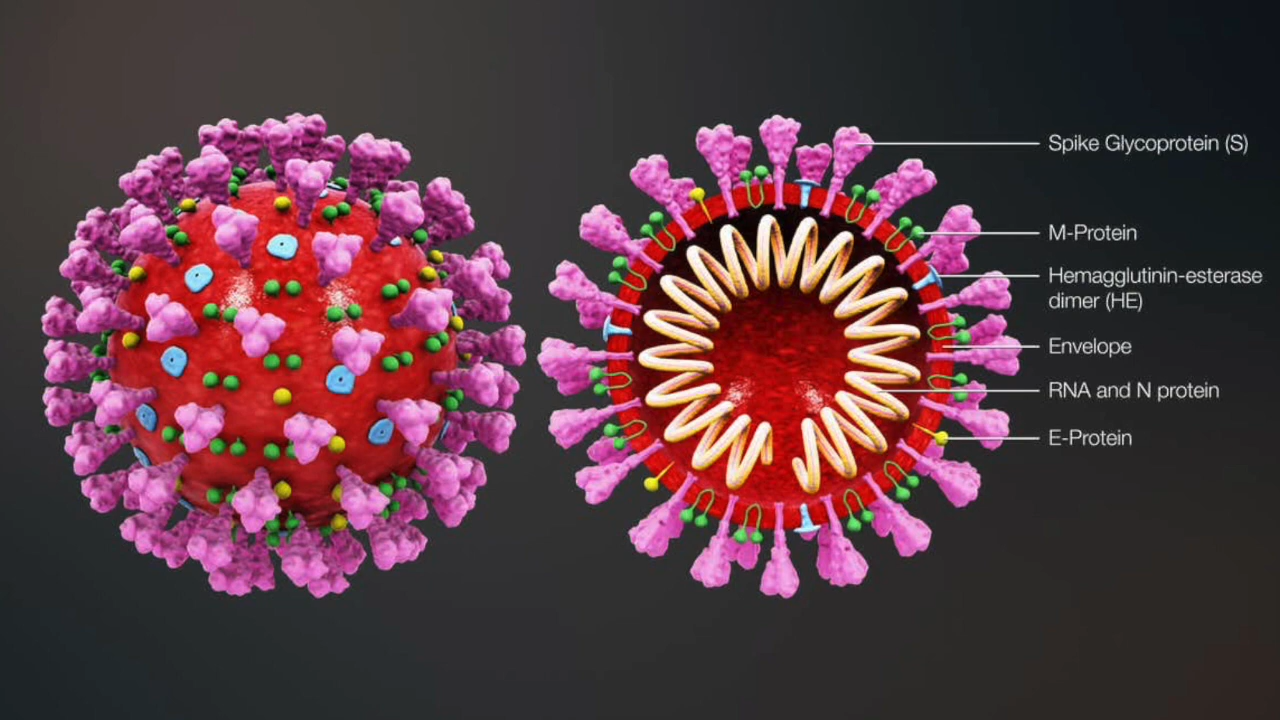 Spike Glycoprotein (S)
M-Protein
Hemagglutinin-esterase
dimer (HE)
Envelope
RNA and N protein
E-Protein